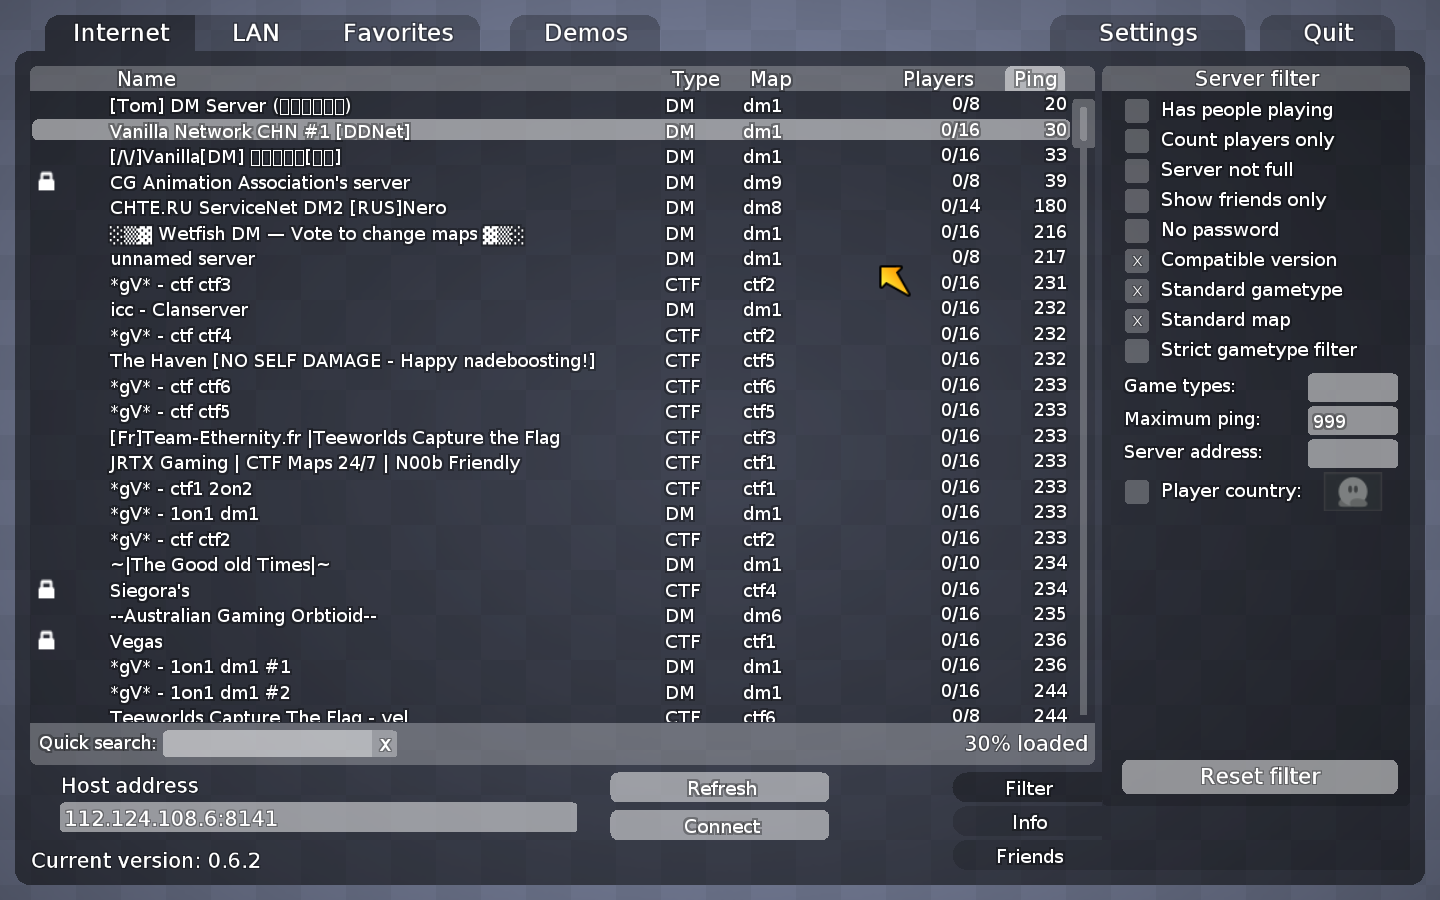 Internet LAN Favorites Demos Settings Quit
Name Type Map Players Ping
[Tom] DM Server (▯▯▯▯▯▯) DM dm1 0/8 20
Vanilla Network CHN #1 [DDNet] DM dm1 0/16 30
[/\/]Vanilla[DM] ▯▯▯▯▯[▯▯] DM dm1 0/16 33
CG Animation Association's server DM dm9 0/8 39
CHTE.RU ServiceNet DM2 [RUS]Nero DM dm8 0/14 180
░▒▓ Wetfish DM — Vote to change maps ▓▒░ DM dm1 0/16 216
unnamed server DM dm1 0/8 217
*gV* - ctf ctf3 CTF ctf2 0/16 231
icc - Clanserver DM dm1 0/16 232
*gV* - ctf ctf4 CTF ctf2 0/16 232
The Haven [NO SELF DAMAGE - Happy nadeboosting!] CTF ctf5 0/16 232
*gV* - ctf ctf6 CTF ctf6 0/16 233
*gV* - ctf ctf5 CTF ctf5 0/16 233
[Fr]Team-Ethernity.fr |Teeworlds Capture the Flag CTF ctf3 0/16 233
JRTX Gaming | CTF Maps 24/7 | N00b Friendly CTF ctf1 0/16 233
*gV* - ctf1 2on2 CTF ctf1 0/16 233
*gV* - 1on1 dm1 DM dm1 0/16 233
*gV* - ctf ctf2 CTF ctf2 0/16 233
~|The Good old Times|~ DM dm1 0/10 234
Siegora's CTF ctf4 0/16 234
--Australian Gaming Orbtioid-- DM dm6 0/16 235
Vegas CTF ctf1 0/16 236
*gV* - 1on1 dm1 #1 DM dm1 0/16 236
*gV* - 1on1 dm1 #2 DM dm1 0/16 244
Teeworlds Capture The Flag - vel CTF ctf6 0/8 244
Quick search: x 30% loaded
Host address
112.124.108.6:8141
Current version: 0.6.2
Refresh
Connect
Filter
Info
Friends
Server filter
Has people playing
Count players only
Server not full
Show friends only
No password
x Compatible version
x Standard gametype
x Standard map
Strict gametype filter
Game types:
Maximum ping: 999
Server address:
Player country:
Reset filter